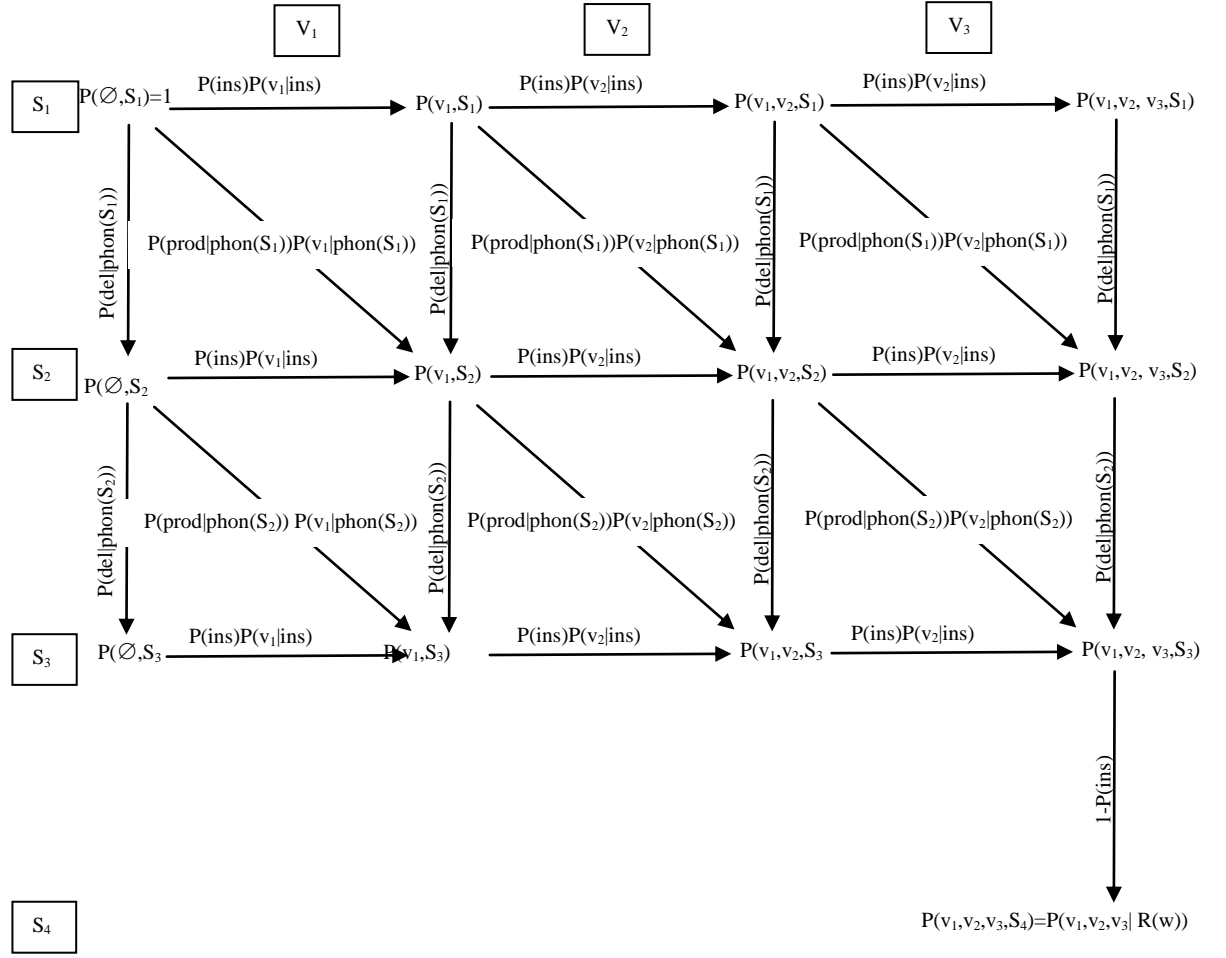 V₁ V₂ V₃
P(ins)P(v₁|ins) P(ins)P(v₂|ins) P(ins)P(v₂|ins)
S₁ P(∅,S₁)=1 P(v₁,S₁) P(v₁,v₂,S₁) P(v₁,v₂, v₃,S₁)
P(del|phon(S₁)) P(del|phon(S₁)) P(del|phon(S₁)) P(del|phon(S₁))
P(prod|phon(S₁))P(v₁|phon(S₁)) P(prod|phon(S₁))P(v₂|phon(S₁)) P(prod|phon(S₁))P(v₂|phon(S₁))
P(ins)P(v₁|ins) P(ins)P(v₂|ins) P(ins)P(v₂|ins)
S₂ P(∅,S₂ P(v₁,S₂) P(v₁,v₂,S₂) P(v₁,v₂, v₃,S₂)
P(del|phon(S₂)) P(del|phon(S₂)) P(del|phon(S₂)) P(del|phon(S₂))
P(prod|phon(S₂)) P(v₁|phon(S₂)) P(prod|phon(S₂))P(v₂|phon(S₂)) P(prod|phon(S₂))P(v₂|phon(S₂))
P(ins)P(v₁|ins) P(ins)P(v₂|ins) P(ins)P(v₂|ins)
S₃ P(∅,S₃ P(v₁,S₃) P(v₁,v₂,S₃ P(v₁,v₂, v₃,S₃)
1-P(ins)
S₄ P(v₁,v₂,v₃,S₄)=P(v₁,v₂,v₃| R(w))